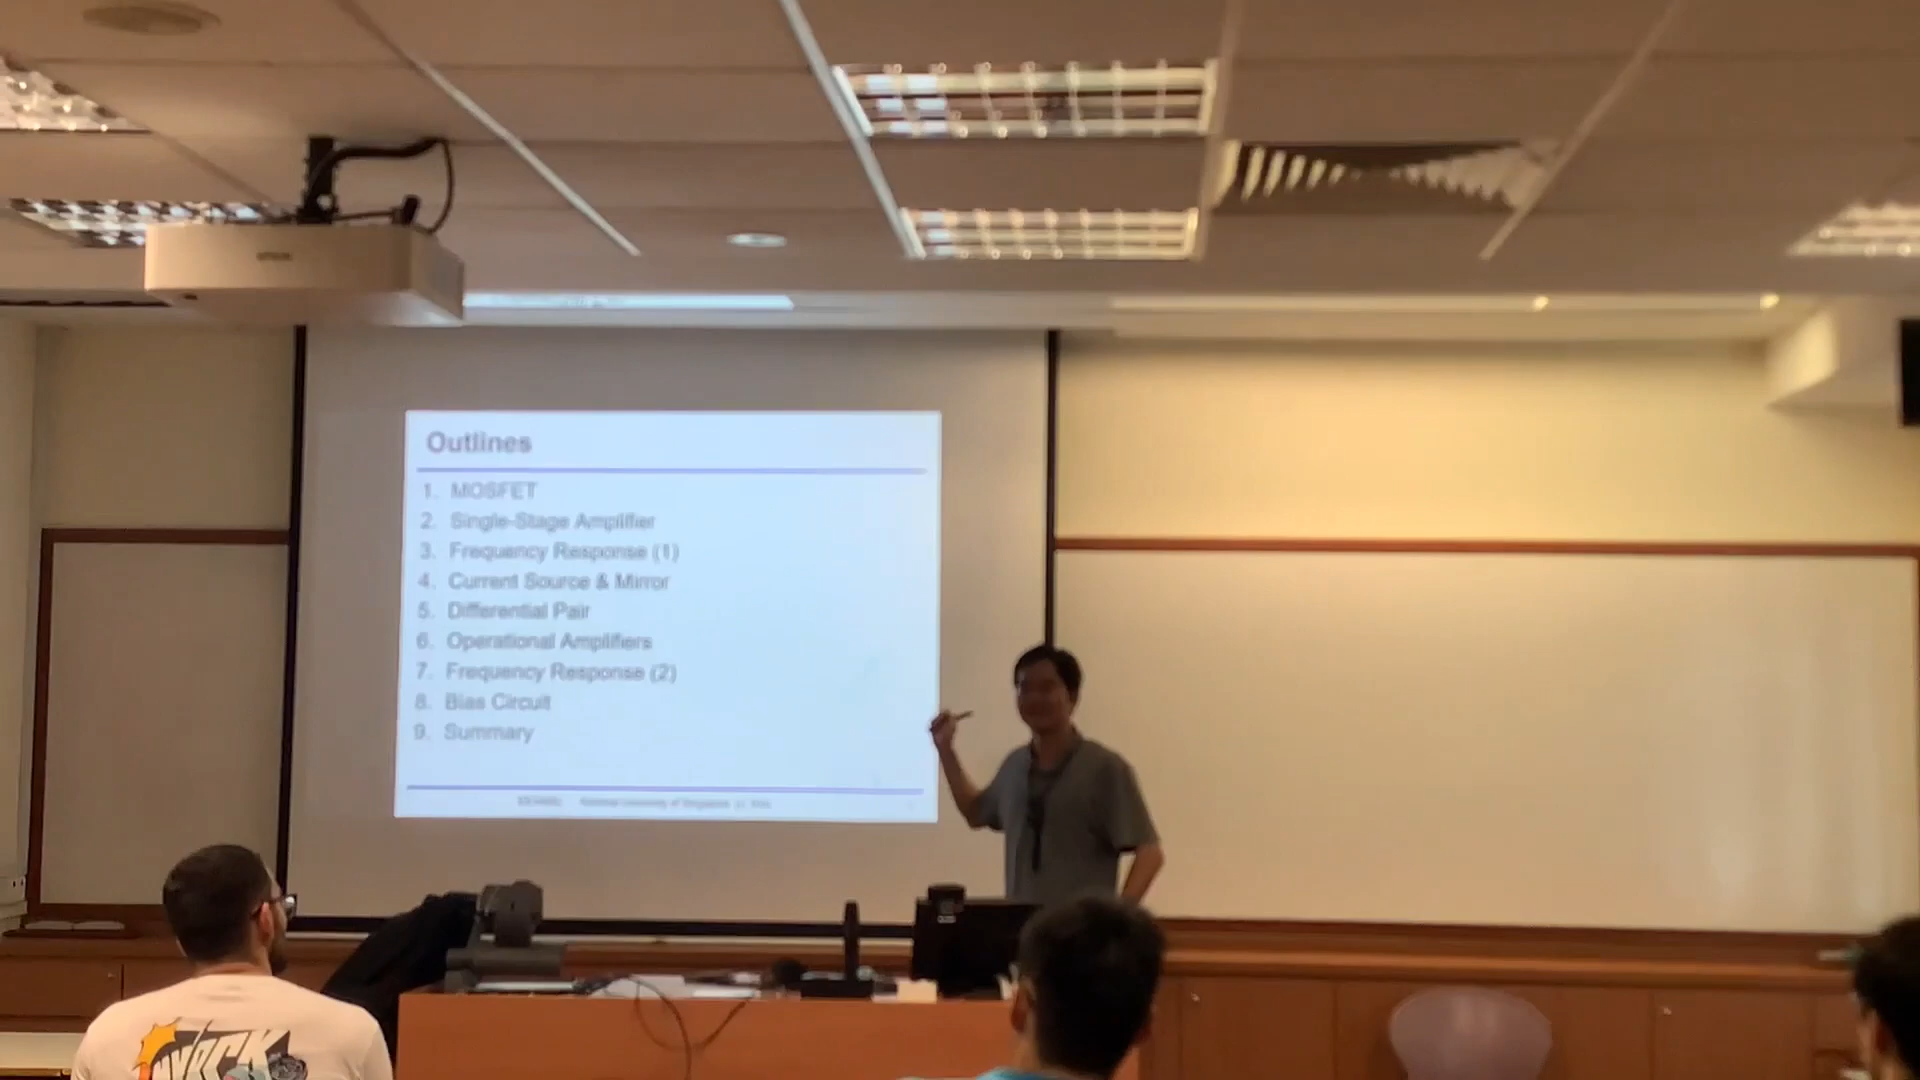 Outlines
1. MOSFET
2. Single-Stage Amplifier
3. Frequency Response (1)
4. Current Source & Mirror
5. Differential Pair
6. Operational Amplifiers
7. Frequency Response (2)
8. Bias Circuit
9. Summary
National University of Singapore